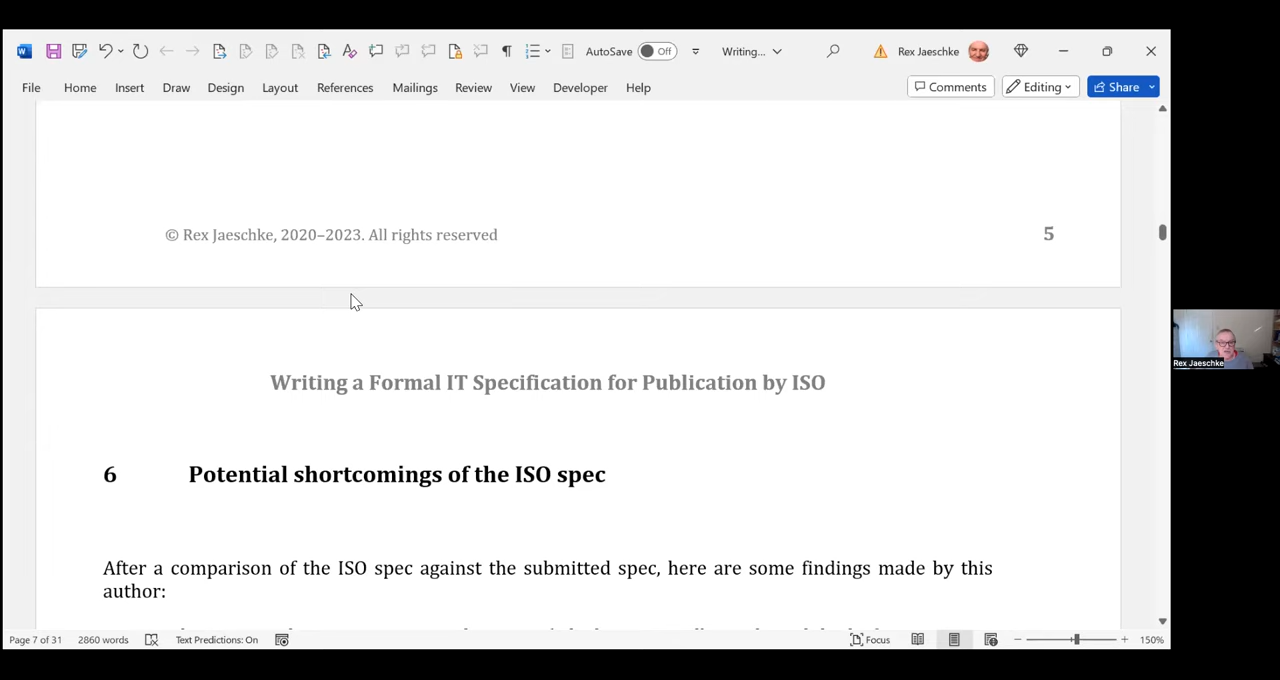 AutoSave Off Writing... Rex Jaeschke
File Home Insert Draw Design Layout References Mailings Review View Developer Help Comments Editing Share
© Rex Jaeschke, 2020–2023. All rights reserved 5
Writing a Formal IT Specification for Publication by ISO
6 Potential shortcomings of the ISO spec
After a comparison of the ISO spec against the submitted spec, here are some findings made by this
author:
Rex Jaeschke
Page 7 of 31 2860 words Text Predictions: On Focus 150%